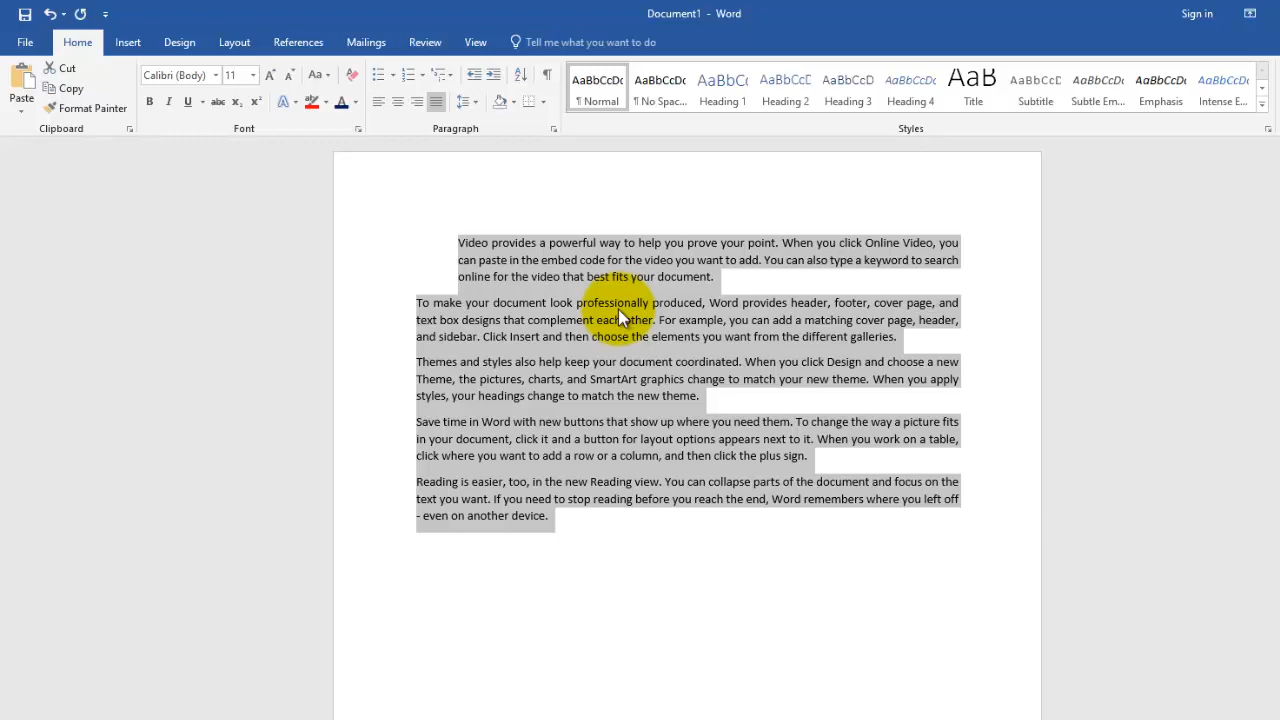 Document1 - Word
Sign in
File Home Insert Design Layout References Mailings Review View Tell me what you want to do
Paste
Cut
Copy
Format Painter
Clipboard
Calibri (Body) 11 A A Aa
B I U abc x₂ x² A A
Font
Paragraph
AaBbCcDc AaBbCcDc AaBbCc AaBbCcD AaBbCcDc AaBbCcDc AaB AaBbCcDc AaBbCcDc AaBbCcDc AaBbCcDc
¶ Normal ¶ No Spac... Heading 1 Heading 2 Heading 3 Heading 4 Title Subtitle Subtle Em... Emphasis Intense E...
Styles
Video provides a powerful way to help you prove your point. When you click Online Video, you
can paste in the embed code for the video you want to add. You can also type a keyword to search
online for the video that best fits your document.
To make your document look professionally produced, Word provides header, footer, cover page, and
text box designs that complement each other. For example, you can add a matching cover page, header,
and sidebar. Click Insert and then choose the elements you want from the different galleries.
Themes and styles also help keep your document coordinated. When you click Design and choose a new
Theme, the pictures, charts, and SmartArt graphics change to match your new theme. When you apply
styles, your headings change to match the new theme.
Save time in Word with new buttons that show up where you need them. To change the way a picture fits
in your document, click it and a button for layout options appears next to it. When you work on a table,
click where you want to add a row or a column, and then click the plus sign.
Reading is easier, too, in the new Reading view. You can collapse parts of the document and focus on the
text you want. If you need to stop reading before you reach the end, Word remembers where you left off
- even on another device.